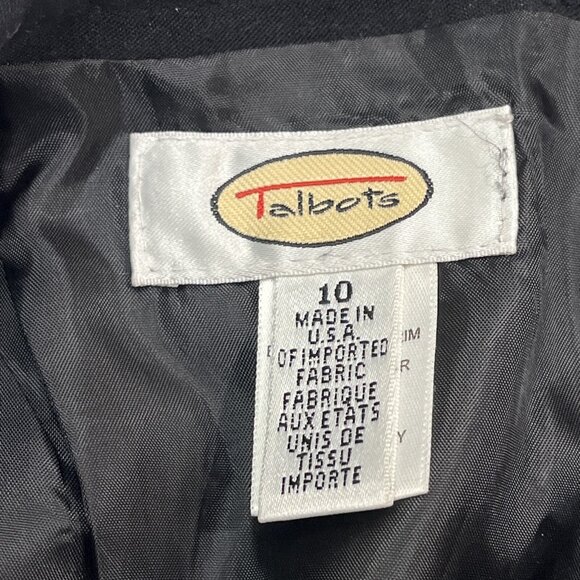 Talbots
10
MADE IN
U.S.A.
OF IMPORTED
FABRIC
FABRIQUE
AUX ETATS
UNIS DE
TISSU
IMPORTE